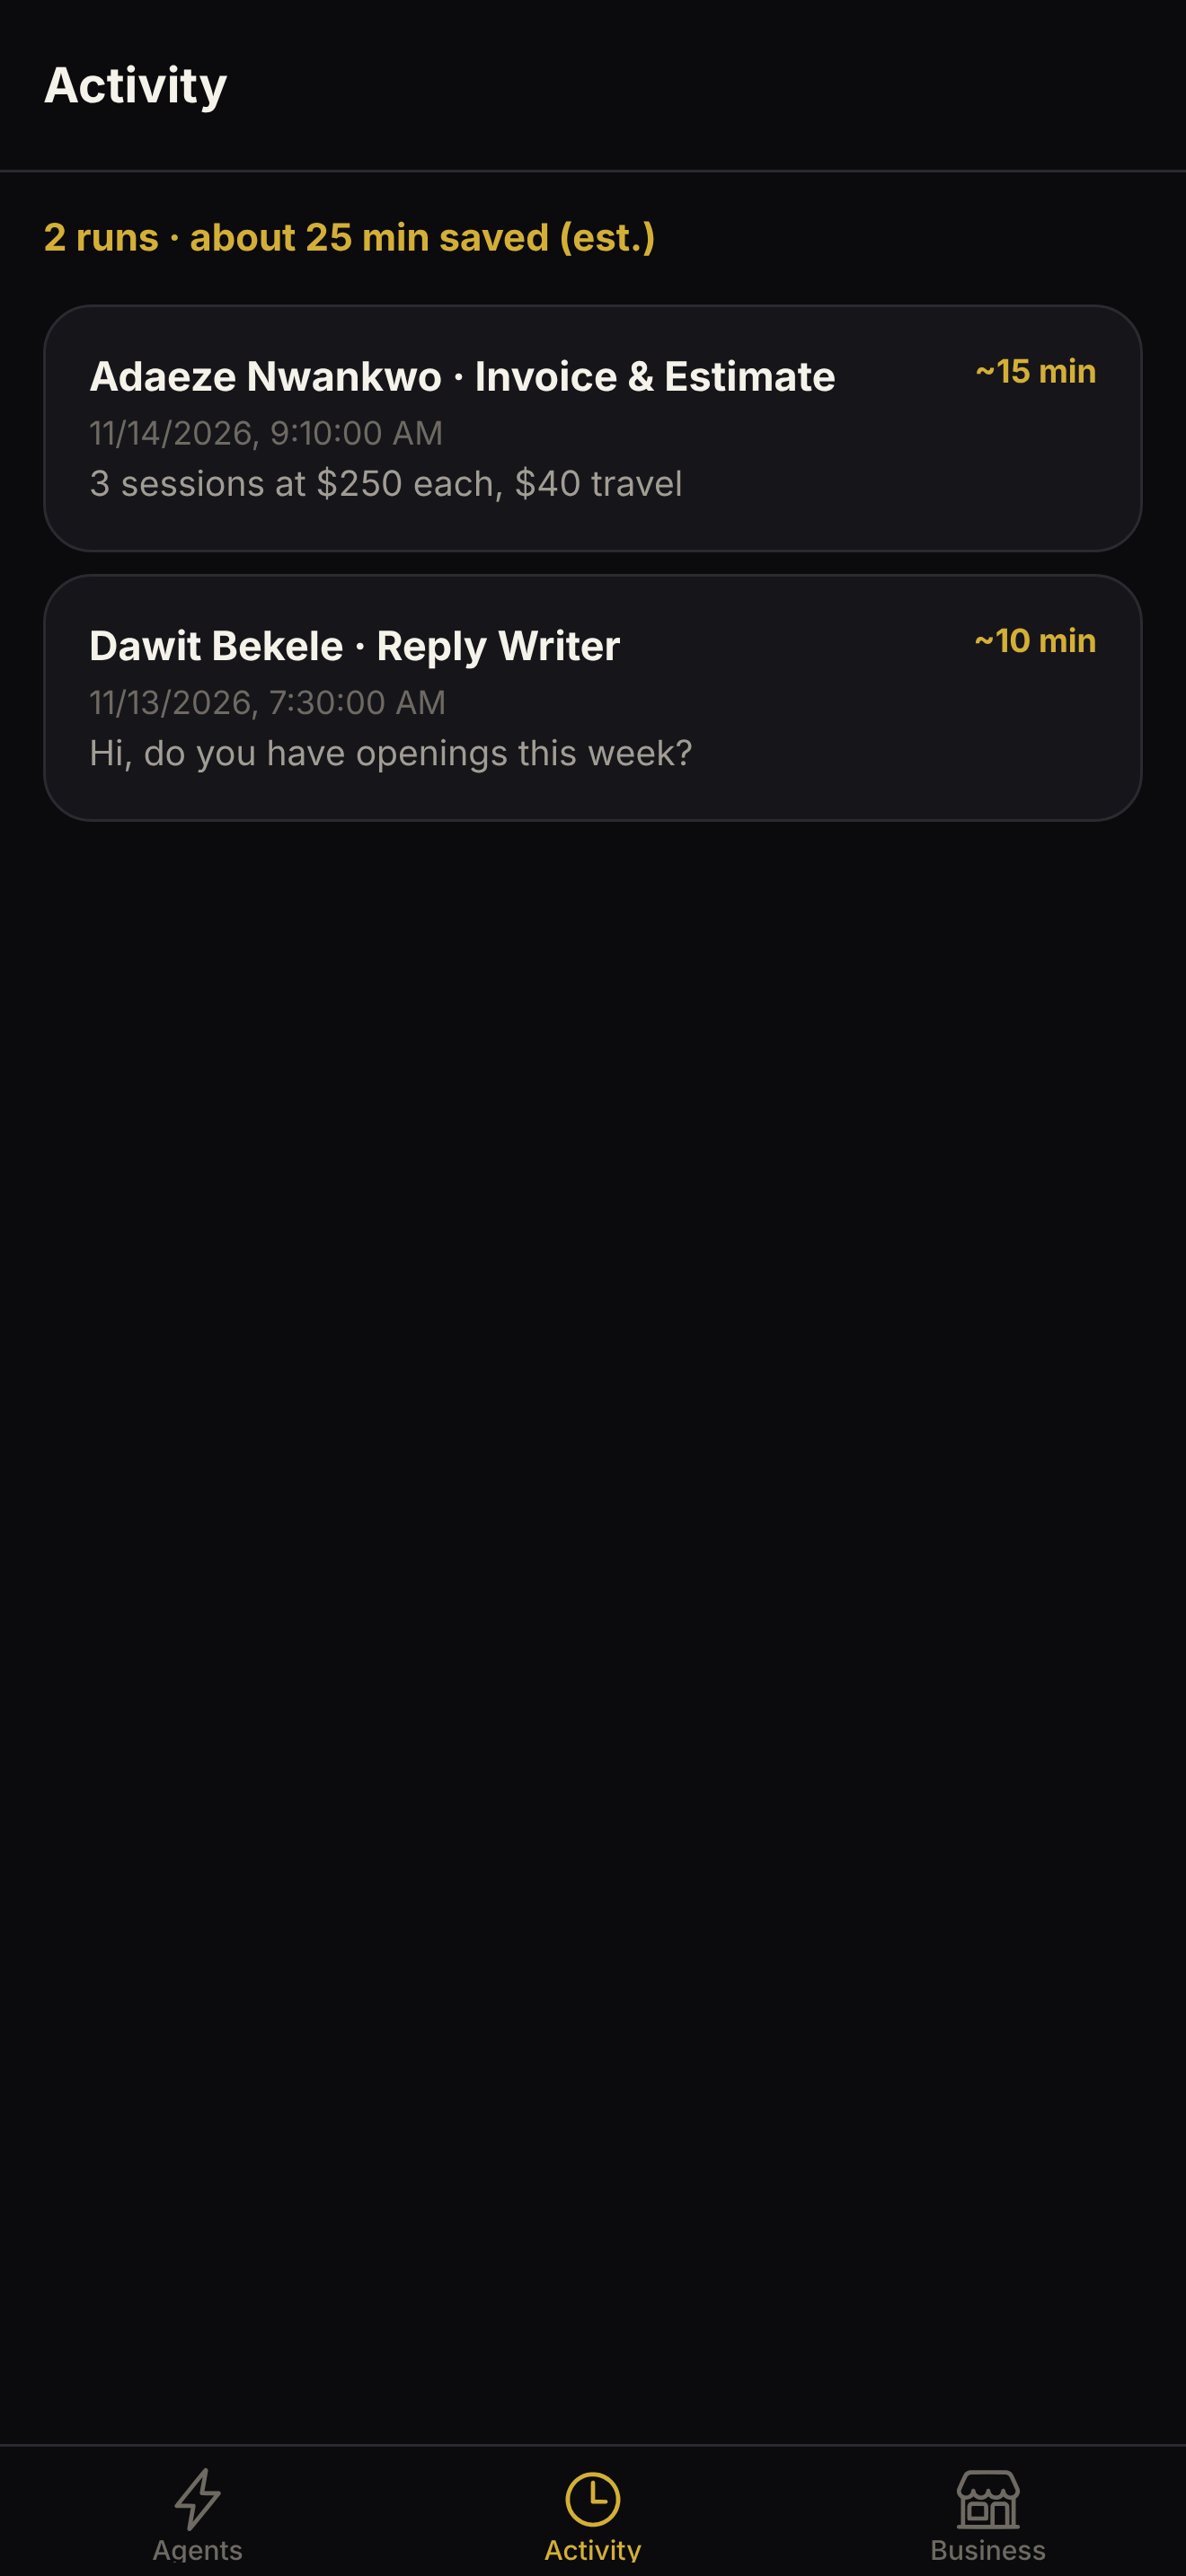 Activity
2 runs · about 25 min saved (est.)
Adaeze Nwankwo · Invoice & Estimate
~15 min
11/14/2026, 9:10:00 AM
3 sessions at $250 each, $40 travel
Dawit Bekele · Reply Writer
~10 min
11/13/2026, 7:30:00 AM
Hi, do you have openings this week?
Agents
Activity
Business